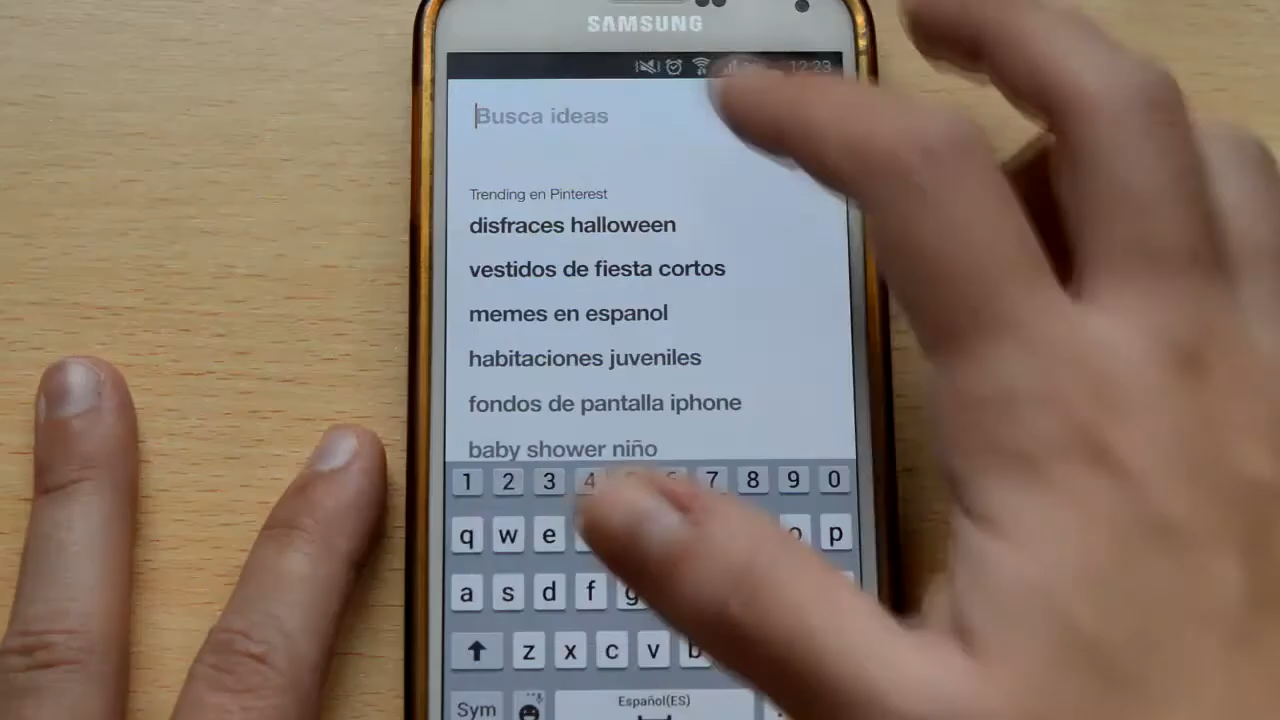 SAMSUNG
12:23
Busca ideas
Trending en Pinterest
disfraces halloween
vestidos de fiesta cortos
memes en espanol
habitaciones juveniles
fondos de pantalla iphone
baby shower niño
1 2 3 4 7 8 9 0
q w e o p
a s d f g
z x c v b
Sym Español(ES)